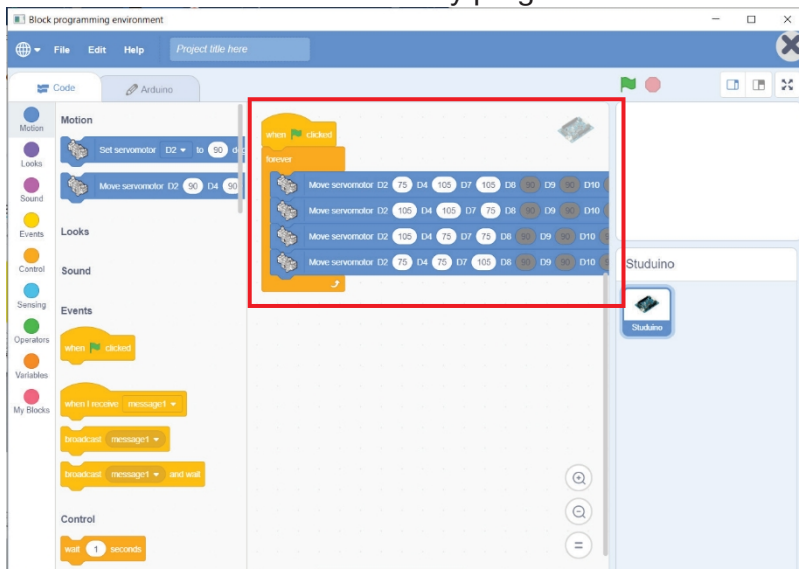 Block programming environment
File Edit Help Project title here
Code Arduino
Motion
Looks
Sound
Events
Control
Sensing
Operators
Variables
My Blocks
Motion
Set servomotor D2 to 90
Move servomotor D2 90 D4 90
Looks
Sound
Events
when clicked
when I receive message1
broadcast message1
broadcast message1 and wait
Control
wait 1 seconds
when clicked
forever
Move servomotor D2 75 D4 105 D7 105 D8 90 D9 90 D10
Move servomotor D2 105 D4 105 D7 75 D8 90 D9 90 D10
Move servomotor D2 105 D4 75 D7 75 D8 90 D9 90 D10
Move servomotor D2 75 D4 75 D7 105 D8 90 D9 90 D10
Studuino
Studuino